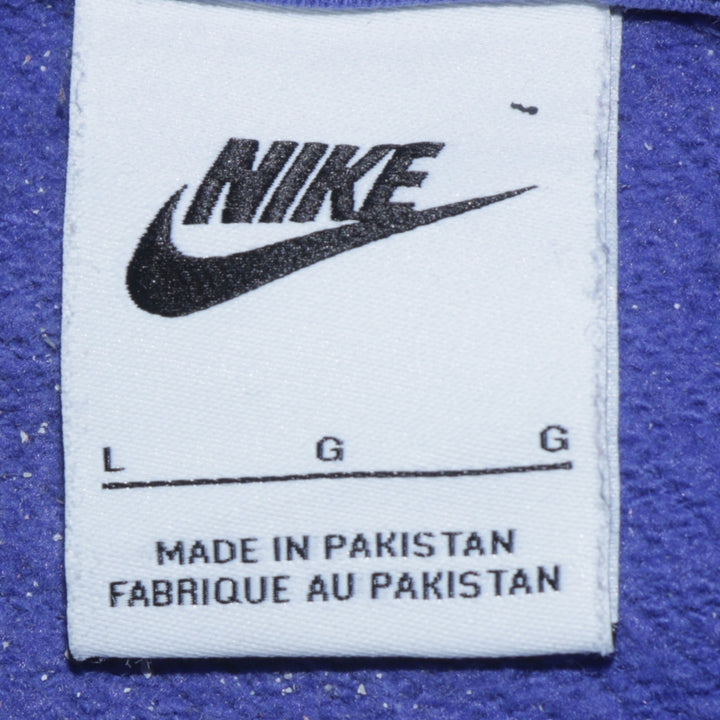 NIKE
L G G
MADE IN PAKISTAN
FABRIQUE AU PAKISTAN